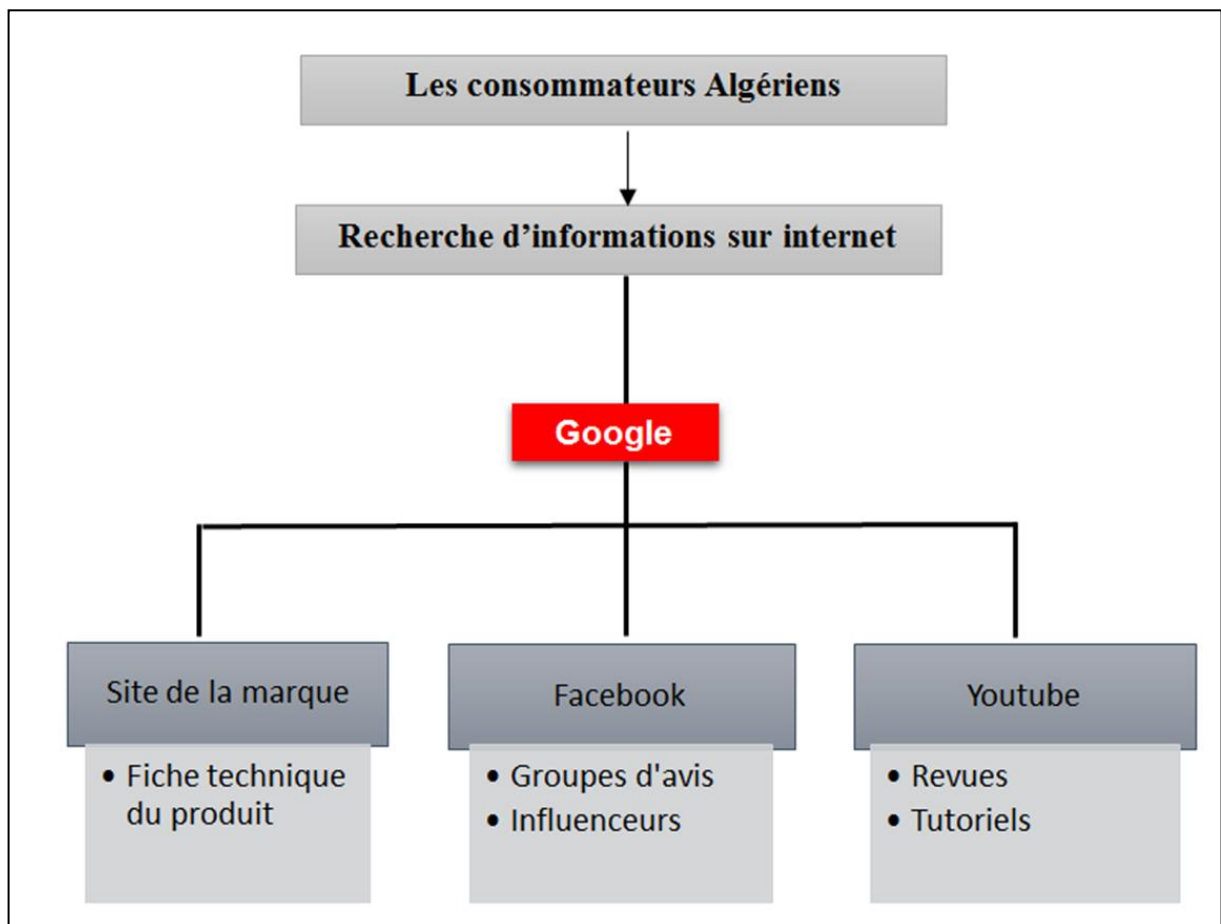 Les consommateurs Algériens
Recherche d’informations sur internet
Google
Site de la marque
• Fiche technique
du produit
Facebook
• Groupes d'avis
• Influenceurs
Youtube
• Revues
• Tutoriels